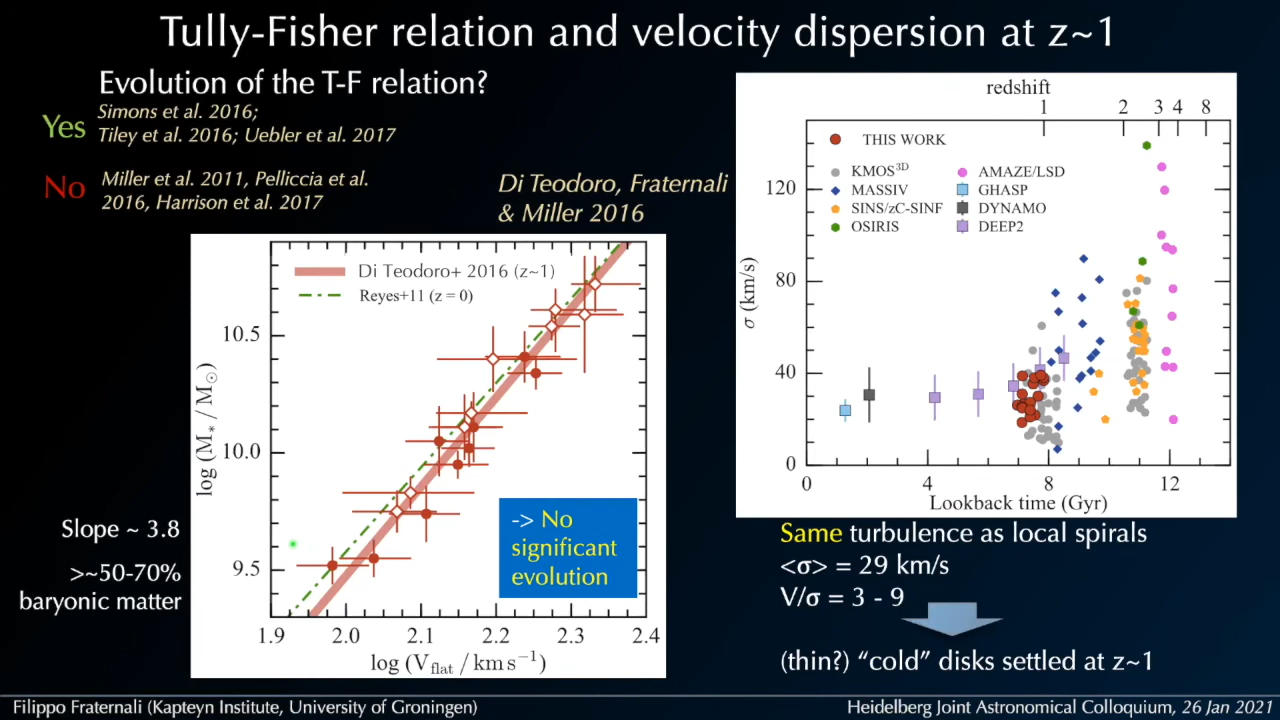 Tully-Fisher relation and velocity dispersion at z~1
Evolution of the T-F relation?
Yes
Simons et al. 2016;
Tiley et al. 2016; Uebler et al. 2017
No
Miller et al. 2011, Pelliccia et al.
2016, Harrison et al. 2017
Di Teodoro, Fraternali
& Miller 2016
Di Teodoro+ 2016 (z~1)
Reyes+11 (z = 0)
log (M* / M☉)
10.5
10.0
9.5
1.9 2.0 2.1 2.2 2.3 2.4
log (Vflat / km s⁻¹)
-> No
significant
evolution
Slope ~ 3.8
>~50-70%
baryonic matter
redshift
1 2 3 4 8
THIS WORK
KMOS3D AMAZE/LSD
MASSIV GHASP
SINS/zC-SINF DYNAMO
OSIRIS DEEP2
σ (km/s)
120
80
40
0
0 4 8 12
Lookback time (Gyr)
Same turbulence as local spirals
<σ> = 29 km/s
V/σ = 3 - 9
(thin?) “cold” disks settled at z~1
Filippo Fraternali (Kapteyn Institute, University of Groningen)
Heidelberg Joint Astronomical Colloquium, 26 Jan 2021